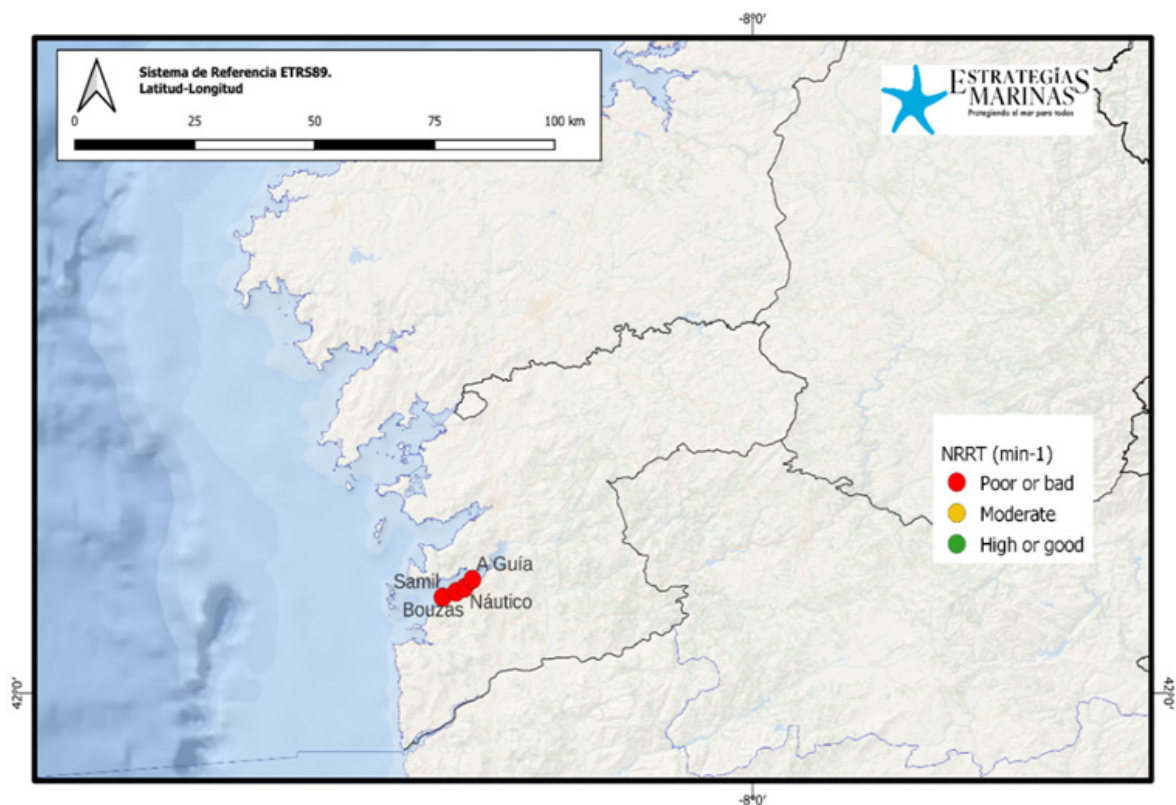 -8°0'
Sistema de Referencia ETRS89.
Latitud-Longitud
0 25 50 75 100 km
ESTRATEGIAS
MARINAS
Protegiendo el mar para todos
NRRT (min-1)
Poor or bad
Moderate
High or good
A Guía
Samil
Náutico
Bouzas
42°0'
42°0'
-8°0'